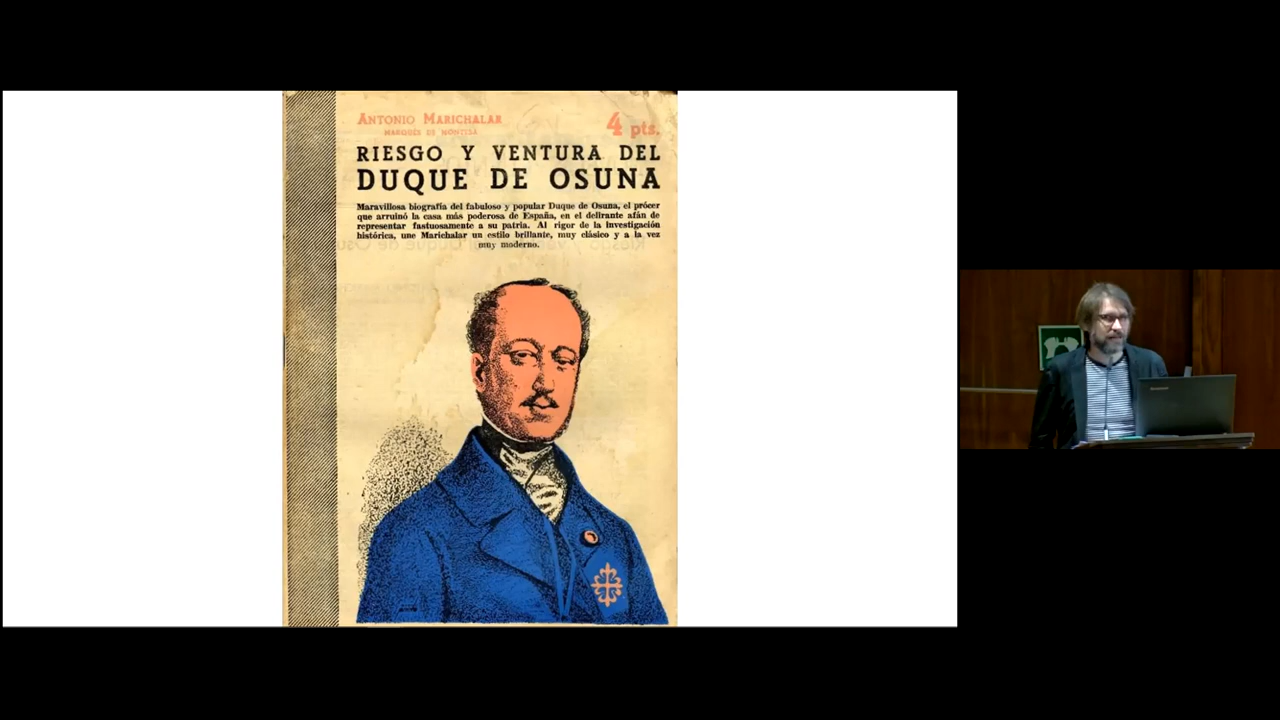 ANTONIO MARICHALAR
MARQUÉS DE MONTESA
4 pts.
RIESGO Y VENTURA DEL
DUQUE DE OSUNA
Maravillosa biografía del fabuloso y popular Duque de Osuna, el prócer
que arruinó la casa más poderosa de España, en el delirante afán de
representar fastuosamente a su patria. Al rigor de la investigación
histórica, une Marichalar un estilo brillante, muy clásico y a la vez
muy moderno.